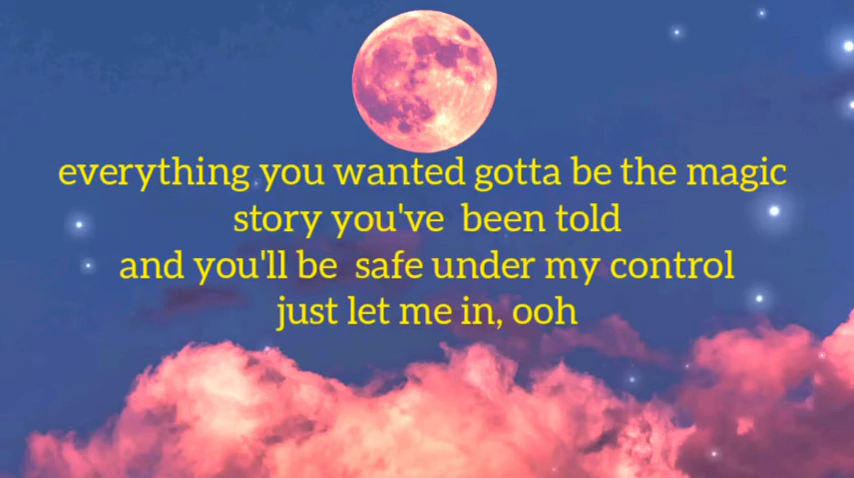 everything you wanted gotta be the magic
story you've  been told
and you'll be  safe under my control
just let me in, ooh